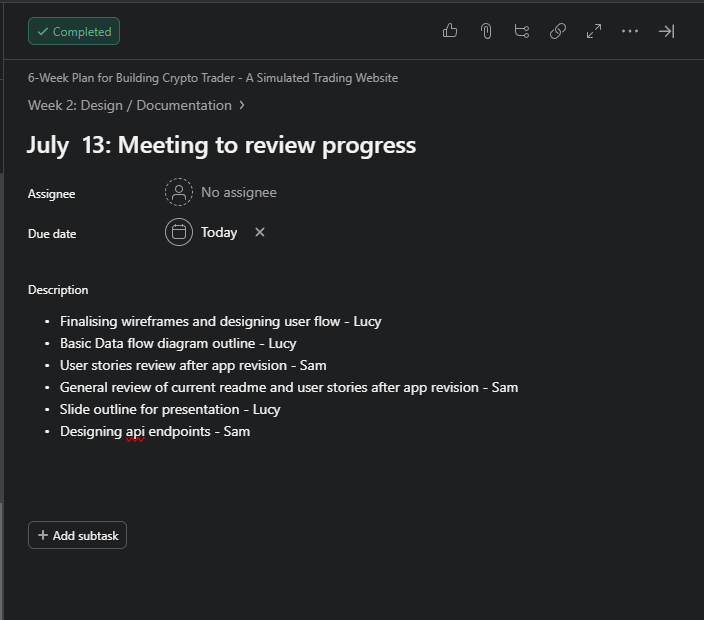 Completed
6-Week Plan for Building Crypto Trader - A Simulated Trading Website
Week 2: Design / Documentation
July  13: Meeting to review progress
Assignee No assignee
Due date Today
Description
• Finalising wireframes and designing user flow - Lucy
• Basic Data flow diagram outline - Lucy
• User stories review after app revision - Sam
• General review of current readme and user stories after app revision - Sam
• Slide outline for presentation - Lucy
• Designing api endpoints - Sam
+ Add subtask